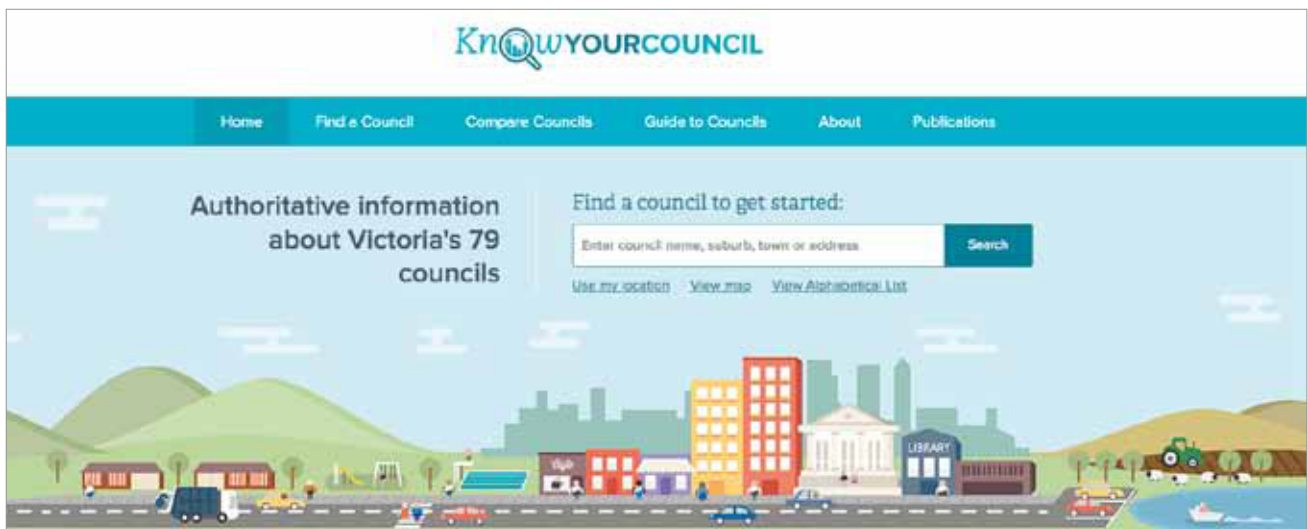 KnowYOURCOUNCIL
Home Find a Council Compare Councils Guide to Councils About Publications
Authoritative information
about Victoria's 79
councils
Find a council to get started:
Enter council name, suburb, town or address Search
Use my location View map View Alphabetical List
LIBRARY